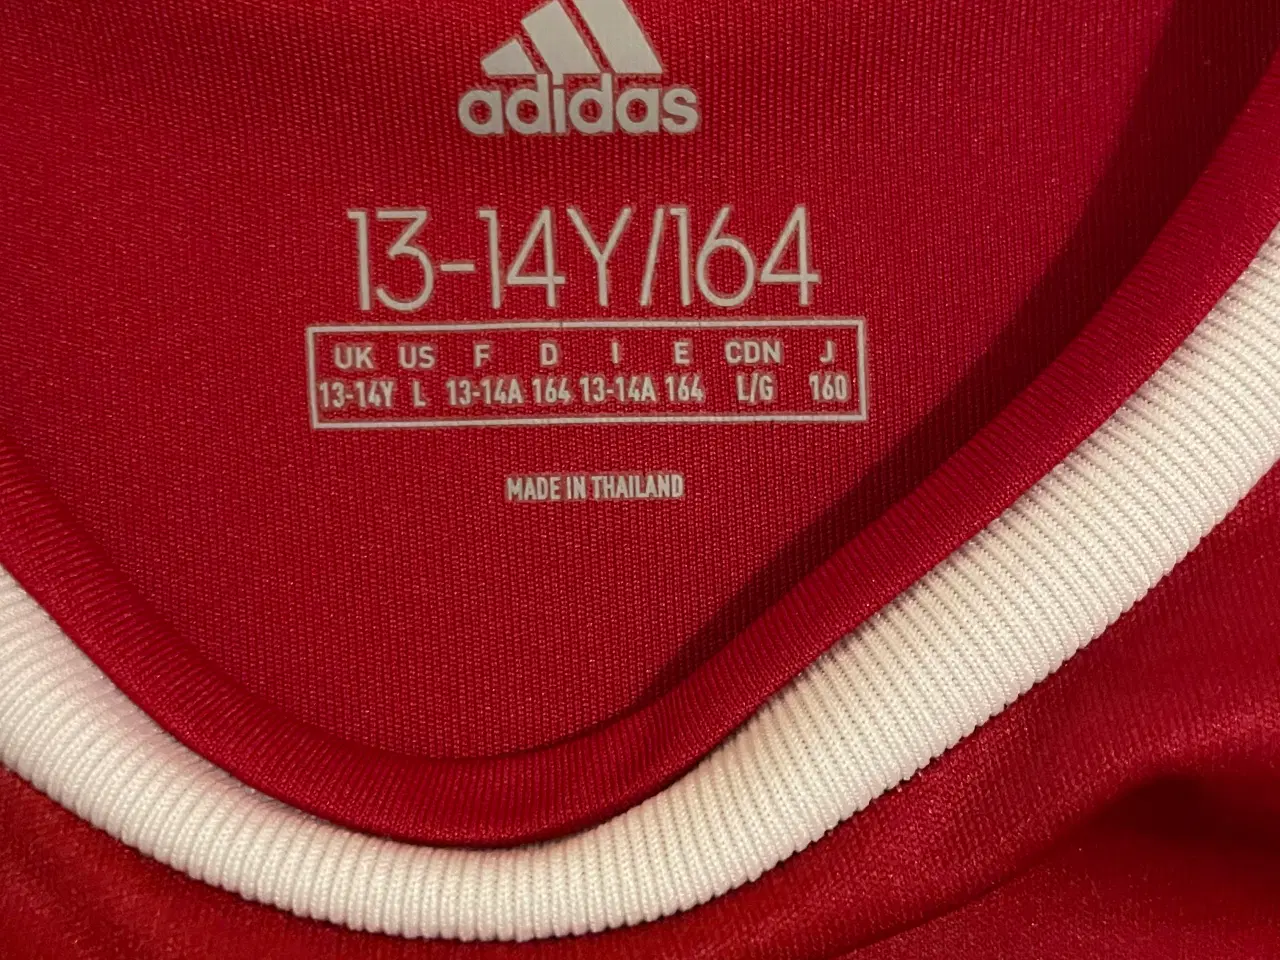 adidas
13-14Y/164
UK US F D I E CDN J
13-14Y L 13-14A 164 13-14A 164 L/G 160
MADE IN THAILAND